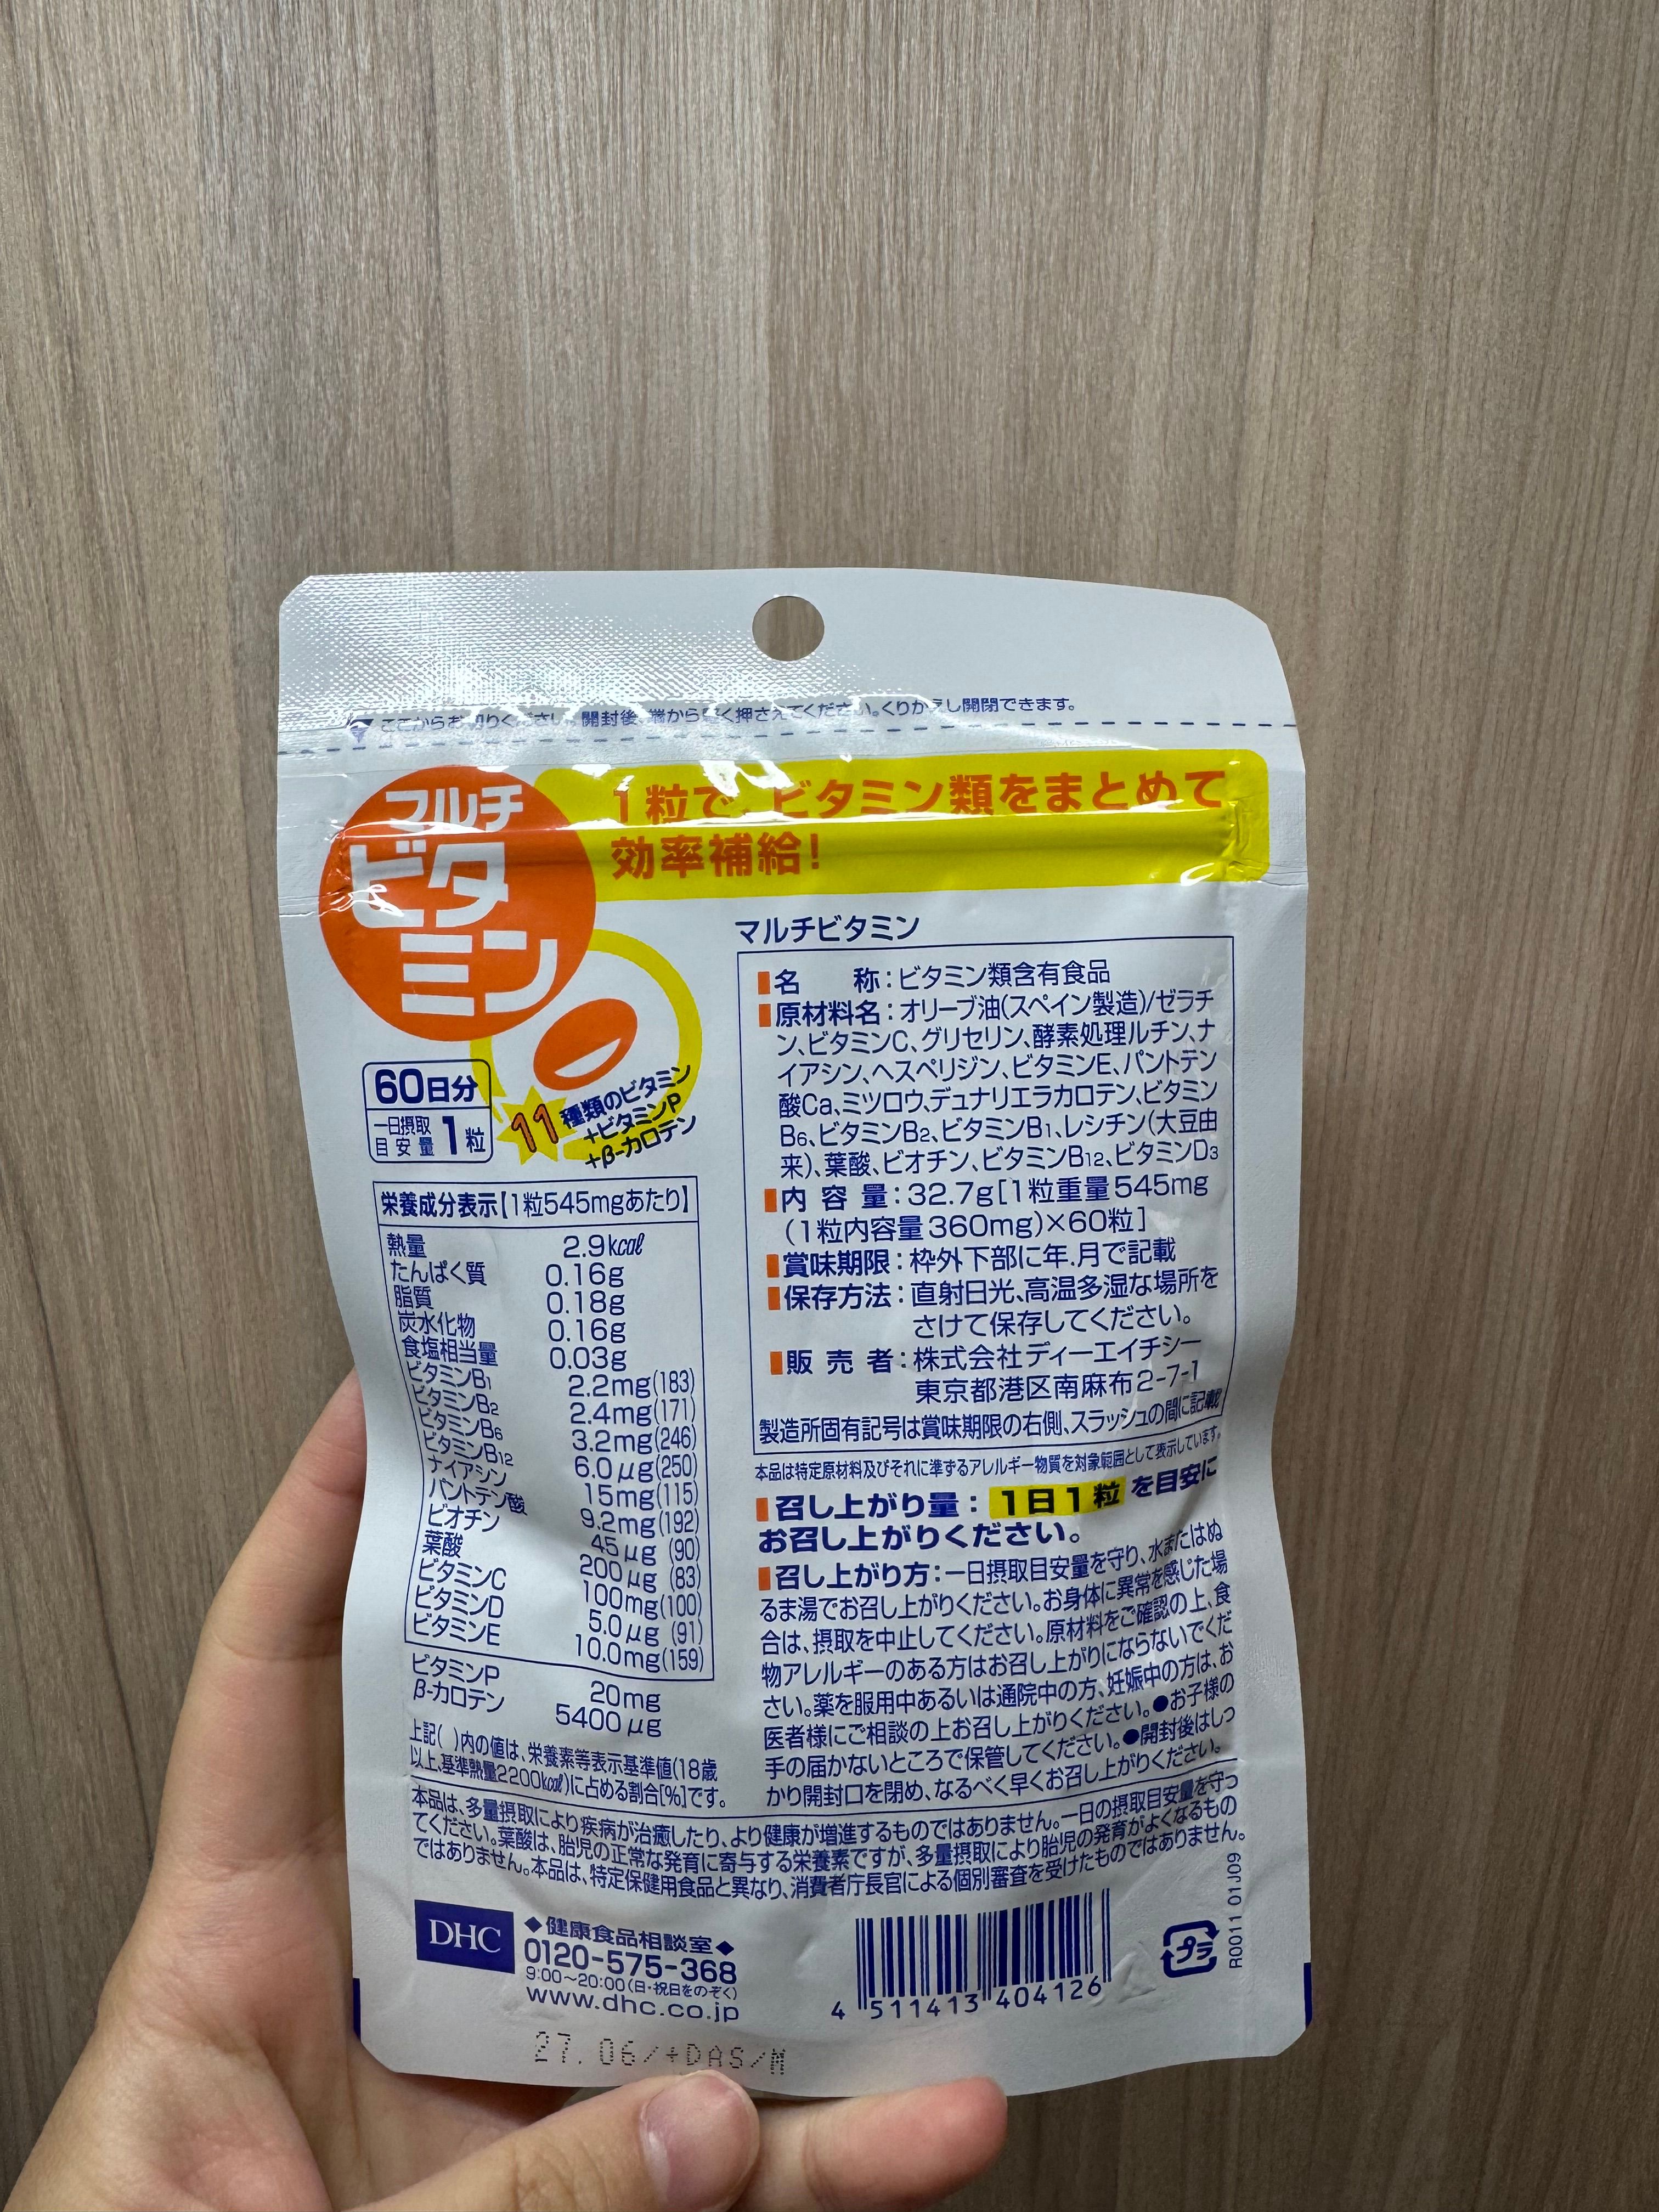 ここからお切りください。開封後、端から軽く押さえてください。くりかえし開閉できます。
マルチ
ビタ
ミン
1粒で、ビタミン類をまとめて
効率補給!
60日分
一日摂取
目安量 1粒
11種類のビタミン
+ビタミンP
+β-カロテン
栄養成分表示[1粒545mgあたり]
熱量 2.9kcal
たんぱく質 0.16g
脂質 0.18g
炭水化物 0.16g
食塩相当量 0.03g
ビタミンB1 2.2mg(183)
ビタミンB2 2.4mg(171)
ビタミンB6 3.2mg(246)
ビタミンB12 6.0μg(250)
ナイアシン 15mg(115)
パントテン酸 9.2mg(192)
ビオチン 45μg (90)
葉酸 200μg (83)
ビタミンC 100mg(100)
ビタミンD 5.0μg (91)
ビタミンE 10.0mg(159)
ビタミンP 20mg
β-カロテン 5400μg
上記( )内の値は、栄養素等表示基準値(18歳
以上、基準熱量2200kcal)に占める割合[%]です。
マルチビタミン
名 称:ビタミン類含有食品
原材料名:オリーブ油(スペイン製造)/ゼラチ
ン、ビタミンC、グリセリン、酵素処理ルチン、ナ
イアシン、ヘスペリジン、ビタミンE、パントテン
酸Ca、ミツロウ、デュナリエラカロテン、ビタミン
B6、ビタミンB2、ビタミンB1、レシチン(大豆由
来)、葉酸、ビオチン、ビタミンB12、ビタミンD3
内 容 量:32.7g[1粒重量545mg
(1粒内容量360mg)×60粒]
賞味期限:枠外下部に年.月で記載
保存方法:直射日光、高温多湿な場所を
さけて保存してください。
販 売 者:株式会社ディーエイチシー
東京都港区南麻布2-7-1
製造所固有記号は賞味期限の右側、スラッシュの間に記載
本品は特定原材料及びそれに準ずるアレルギー物質を対象範囲として表示しています。
召し上がり量:1日1粒を目安に
お召し上がりください。
召し上がり方:一日摂取目安量を守り、水またはぬ
るま湯でお召し上がりください。お身体に異常を感じた場
合は、摂取を中止してください。原材料をご確認の上、食
物アレルギーのある方はお召し上がりにならないでくだ
さい。薬を服用中あるいは通院中の方、妊娠中の方は、お
医者様にご相談の上お召し上がりください。●お子様の
手の届かないところで保管してください。●開封後はしっ
かり開封口を閉め、なるべく早くお召し上がりください。
本品は、多量摂取により疾病が治癒したり、より健康が増進するものではありません。一日の摂取目安量を守っ
てください。葉酸は、胎児の正常な発育に寄与する栄養素ですが、多量摂取により胎児の発育がよくなるもの
ではありません。本品は、特定保健用食品と異なり、消費者庁長官による個別審査を受けたものではありません。
DHC
◆健康食品相談室◆
0120-575-368
9:00～20:00(日・祝日をのぞく)
www.dhc.co.jp
4 511413 404126
プラ
R0011 01J09
27.06/+DAS/M